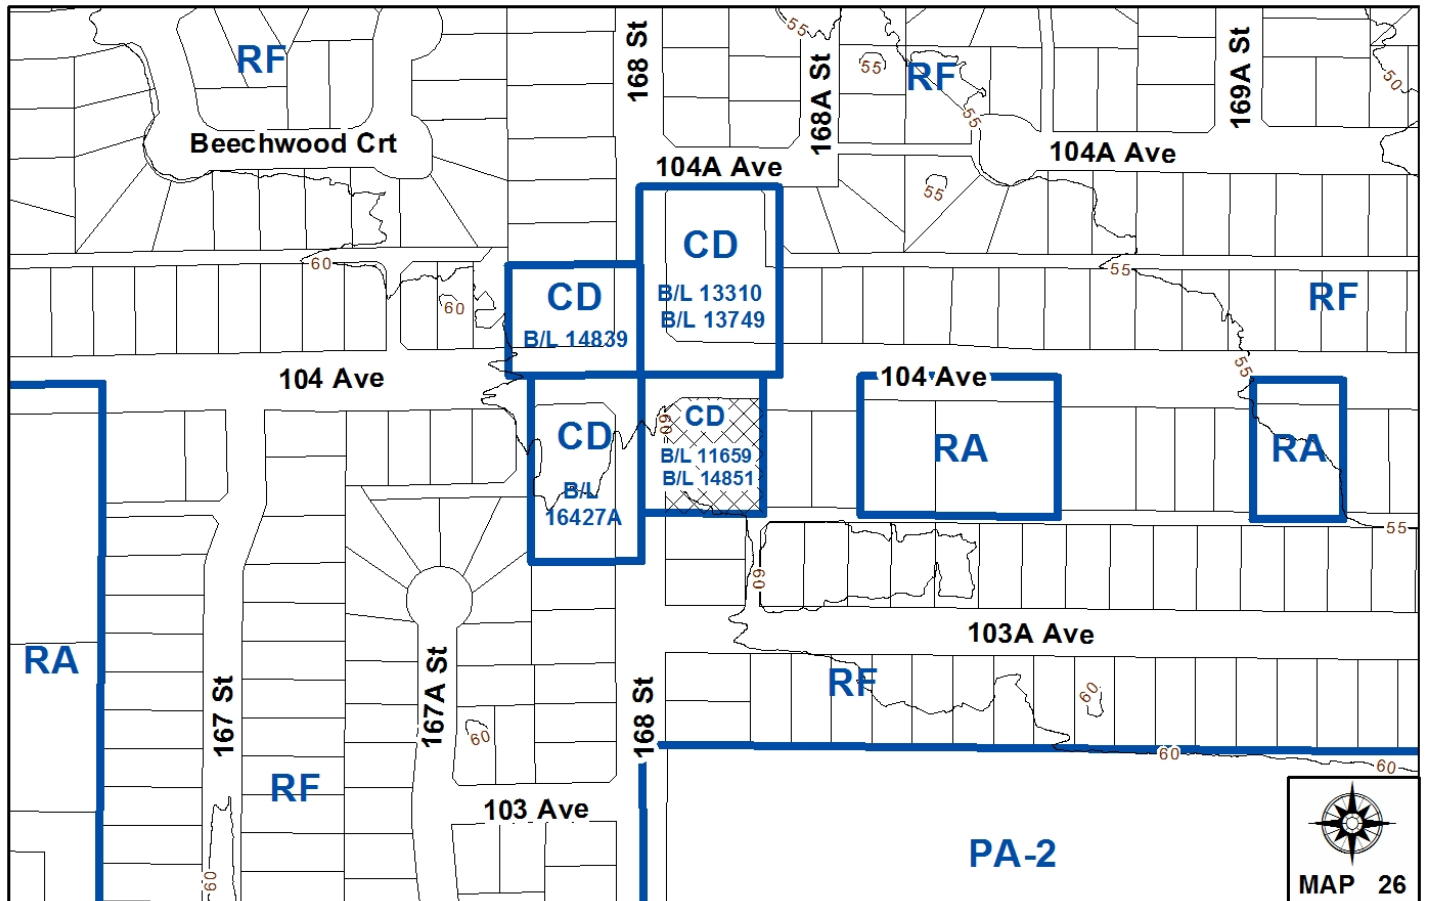 55
168 St
RF
168A St
55
RF
169A St
50
Beechwood Crt
55
104A Ave
104A Ave
55
CD
60
55
CD
B/L 13310
RF
60
B/L 13749
B/L 14839
55
104 Ave
104 Ave
CD
60
CD
RA
RA
B/L 11659
B/L 14851
B/L
16427A
55
60
103A Ave
RA
RF
167 St
167A St
168 St
60
60
60
60
RF
103 Ave
PA-2
60
MAP 26